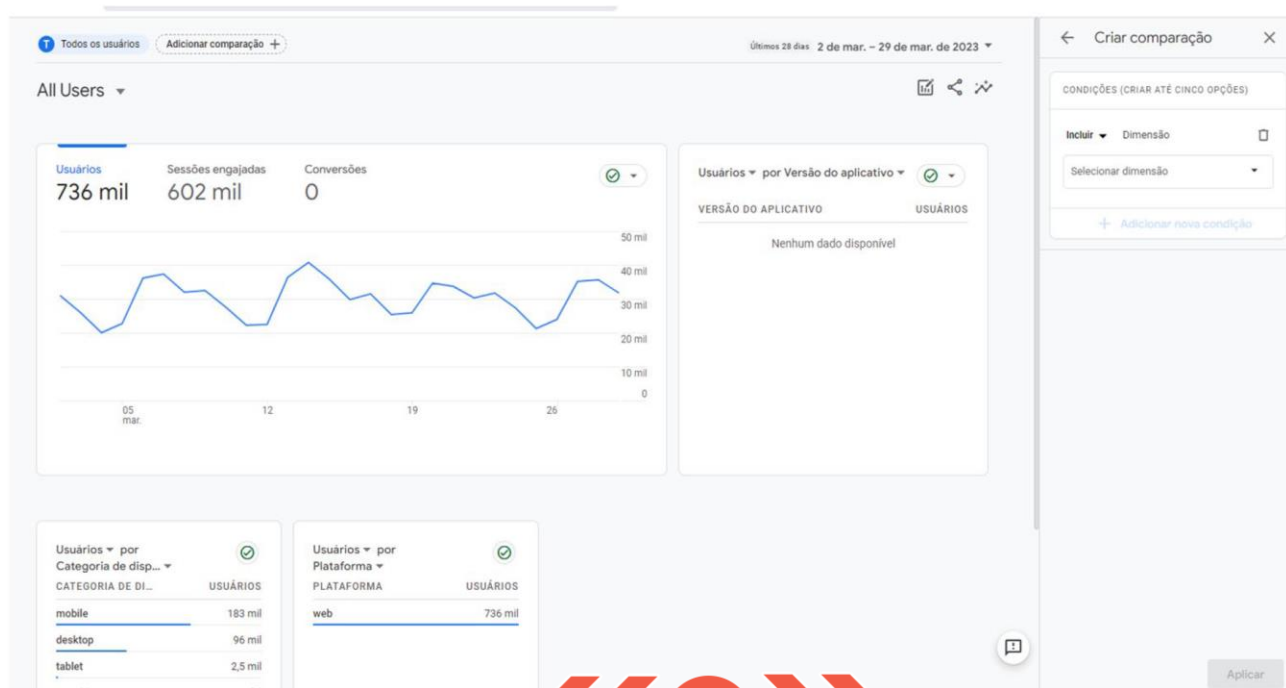 T Todos os usuários Adicionar comparação +
Últimos 28 dias 2 de mar. – 29 de mar. de 2023
All Users
Usuários Sessões engajadas Conversões
736 mil 602 mil 0
50 mil
40 mil
30 mil
20 mil
10 mil
0
05 12 19 26
mar.
Usuários por Versão do aplicativo
VERSÃO DO APLICATIVO USUÁRIOS
Nenhum dado disponível
Usuários por
Categoria de disp...
CATEGORIA DE DI... USUÁRIOS
mobile 183 mil
desktop 96 mil
tablet 2,5 mil
Usuários por
Plataforma
PLATAFORMA USUÁRIOS
web 736 mil
Criar comparação
CONDIÇÕES (CRIAR ATÉ CINCO OPÇÕES)
Incluir Dimensão
Selecionar dimensão
+ Adicionar nova condição
Aplicar